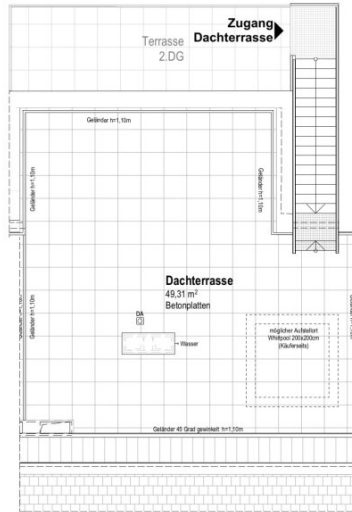 Zugang
Dachterrasse
Terrasse
2.DG
Geländer h=1,10m
Geländer h=1,10m
Geländer h=1,10m
Dachterrasse
49,31 m²
Betonplatten
DA
Wasser
möglicher Aufstellort
Whirlpool 200x200cm
(Käuferseits)
Geländer h=1,10m
Geländer 45 Grad gewinkelt h=1,10m